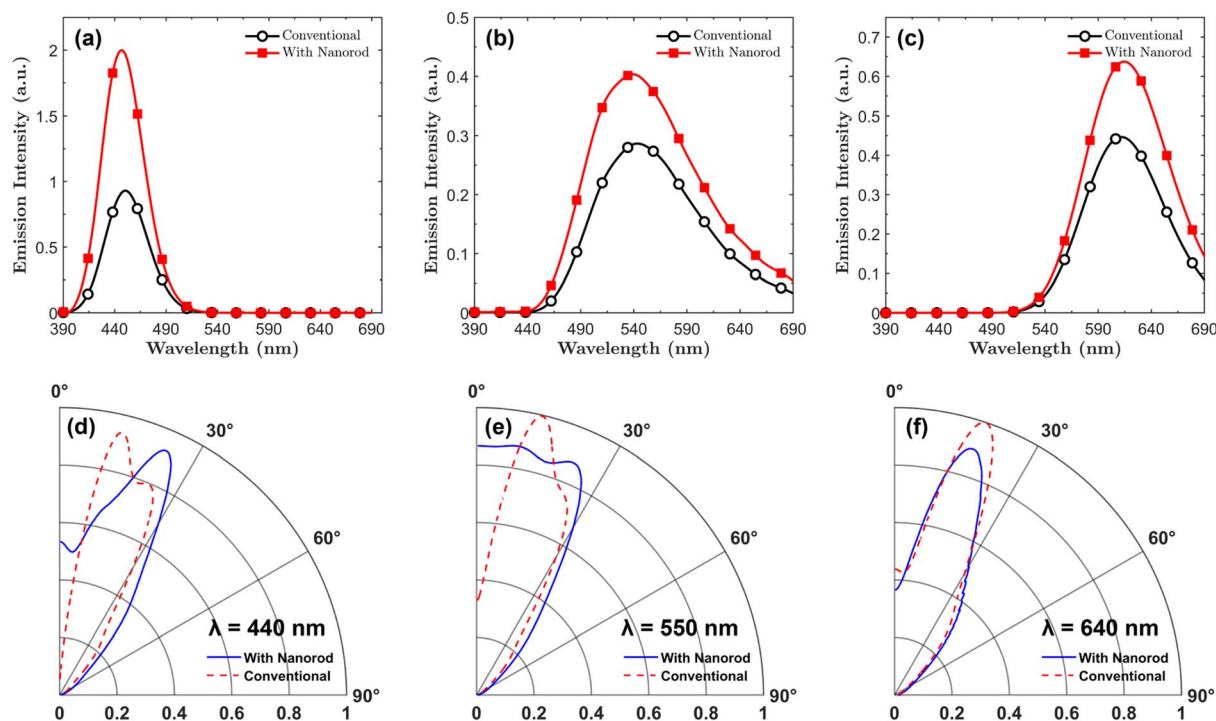 (a)
Conventional
With Nanorod
Emission Intensity (a.u.)
2
1.5
1
0.5
0
390 440 490 540 590 640 690
Wavelength (nm)
(b)
Conventional
With Nanorod
Emission Intensity (a.u.)
0.5
0.4
0.3
0.2
0.1
0
390 440 490 540 590 640 690
Wavelength (nm)
(c)
Conventional
With Nanorod
Emission Intensity (a.u.)
0.7
0.6
0.5
0.4
0.3
0.2
0.1
0
390 440 490 540 590 640 690
Wavelength (nm)
0°
(d)
30°
60°
λ = 440 nm
With Nanorod
Conventional
90°
0 0.2 0.4 0.6 0.8 1
0°
(e)
30°
60°
λ = 550 nm
With Nanorod
Conventional
90°
0 0.2 0.4 0.6 0.8 1
0°
(f)
30°
60°
λ = 640 nm
With Nanorod
Conventional
90°
0 0.2 0.4 0.6 0.8 1